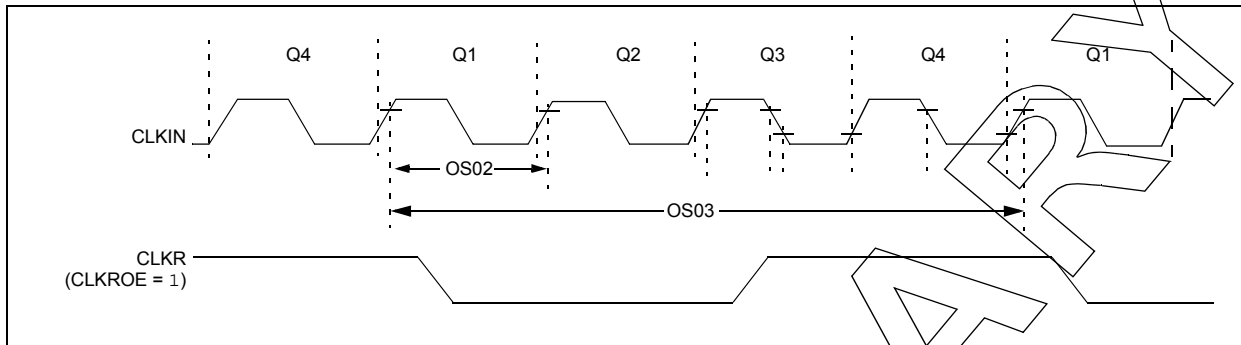 Q4 Q1 Q2 Q3 Q4 Q1
CLKIN
OS02
OS03
CLKR
(CLKROE = 1)
A R Y